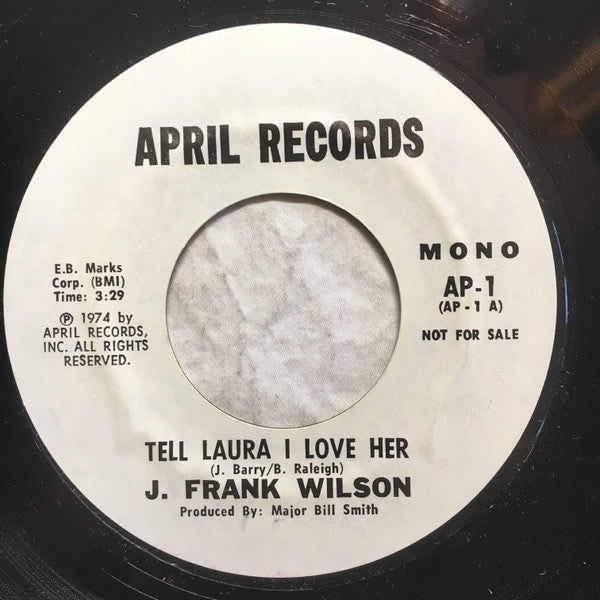 APRIL RECORDS
E.B. Marks
Corp. (BMI)
Time: 3:29
Ⓟ 1974 by
APRIL RECORDS,
INC. ALL RIGHTS
RESERVED.
MONO
AP-1
(AP - 1 A)
NOT FOR SALE
TELL LAURA I LOVE HER
(J. Barry/B. Raleigh)
J. FRANK WILSON
Produced By: Major Bill Smith